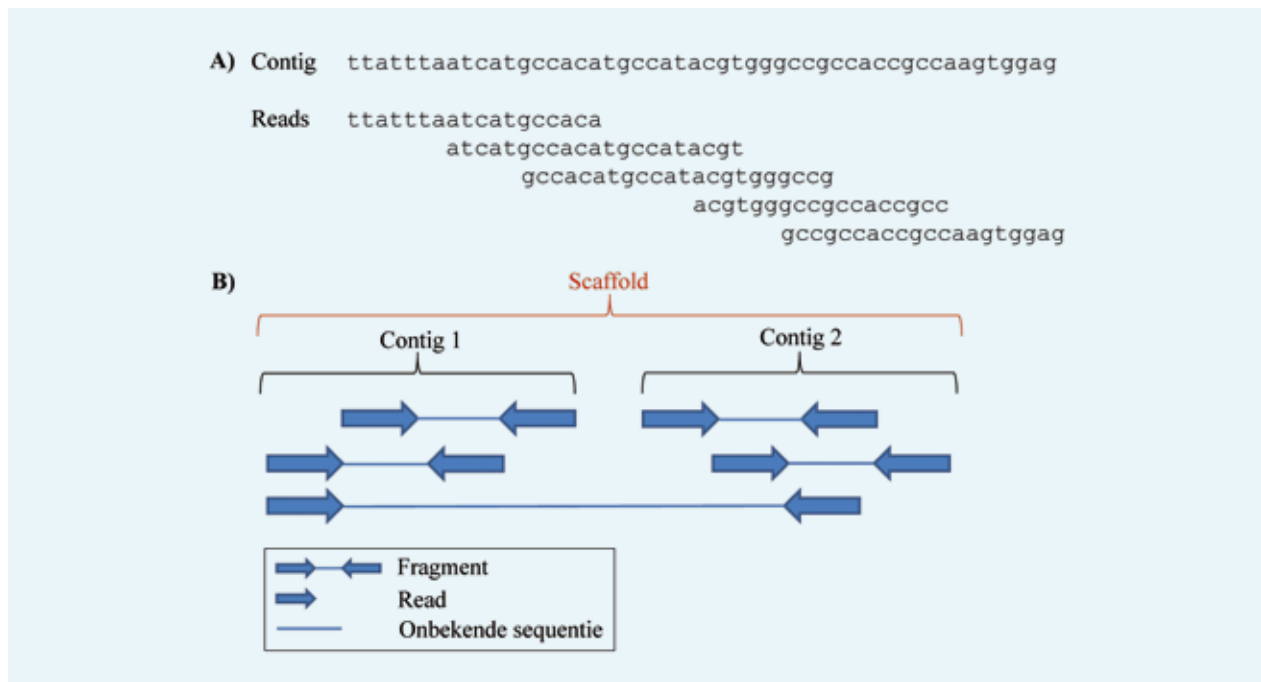 A) Contig ttatttaatcatgccacatgccatacgtgggccgccaccgccaagtggag
Reads ttatttaatcatgccaca
atcatgccacatgccatacgt
gccacatgccatacgtgggccg
acgtgggccgccaccgcc
gccgccaccgccaagtggag
B)
Scaffold
Contig 1 Contig 2
Fragment
Read
Onbekende sequentie